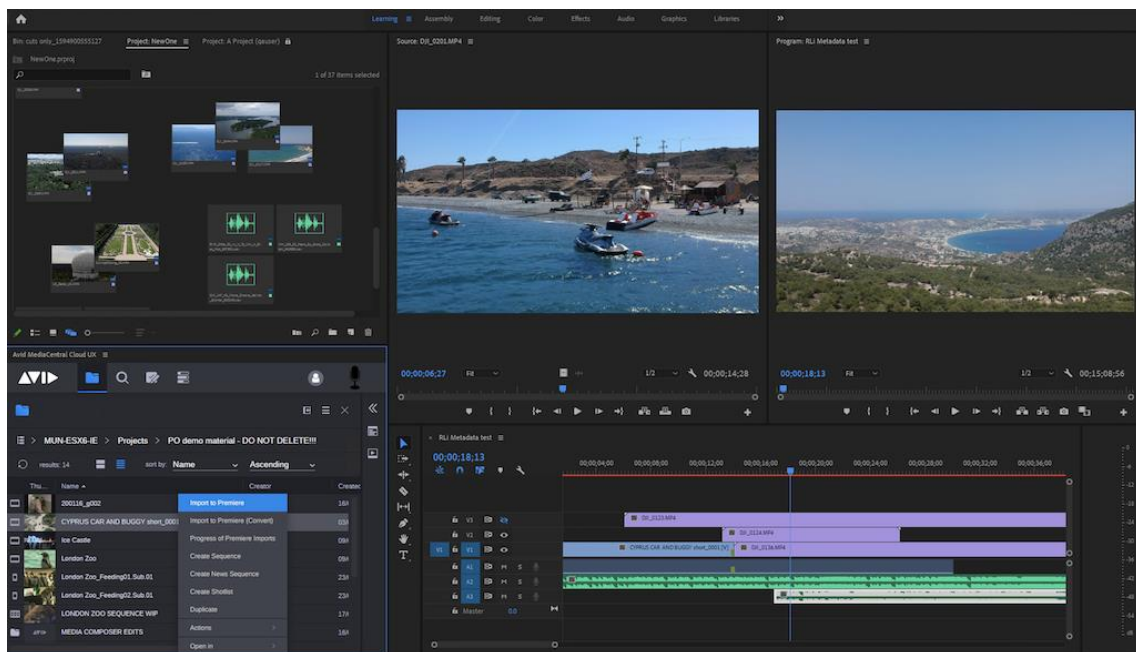 Learning ≡ Assembly Editing Color Effects Audio Graphics Libraries »
Bin: cuts only_1594900555127 Project: NewOne ≡ Project: A Project (qauser)
NewOne.prproj
1 of 37 items selected
Source: DJI_0201.MP4 ≡
Program: RLi Metadata test ≡
00;00;06;27 Fit 1/2 00;00;14;28
00;00;18;13 Fit 1/2 00;15;08;56
Avid MediaCentral Cloud UX ≡
AVID
MUN-ESX6-IE > Projects > PO demo material - DO NOT DELETE!!!
results: 14 sort by: Name Ascending
Thu... Name Creator Created
200116_g002
CYPRUS CAR AND BUGGY short_0001
Ice Castle
London Zoo
London Zoo_Feeding01.Sub.01
London Zoo_Feeding02.Sub.01
LONDON ZOO SEQUENCE WIP
MEDIA COMPOSER EDITS
Import to Premiere
Import to Premiere (Convert)
Progress of Premiere Imports
Create Sequence
Create News Sequence
Create Shotlist
Duplicate
Actions >
Open in >
× RLi Metadata test ≡
00;00;18;13
00;00;04;00 00;00;08;00 00;00;12;00 00;00;16;00 00;00;20;00 00;00;24;00 00;00;28;00 00;00;32;00 00;00;36;00
V3 DJI_0123.MP4
V2 DJI_0124.MP4
V1 V1 CYPRUS CAR AND BUGGY short_0001 [V] DJI_0136.MP4
A1 M S
A2 M S
A3 M S
Master 0.0